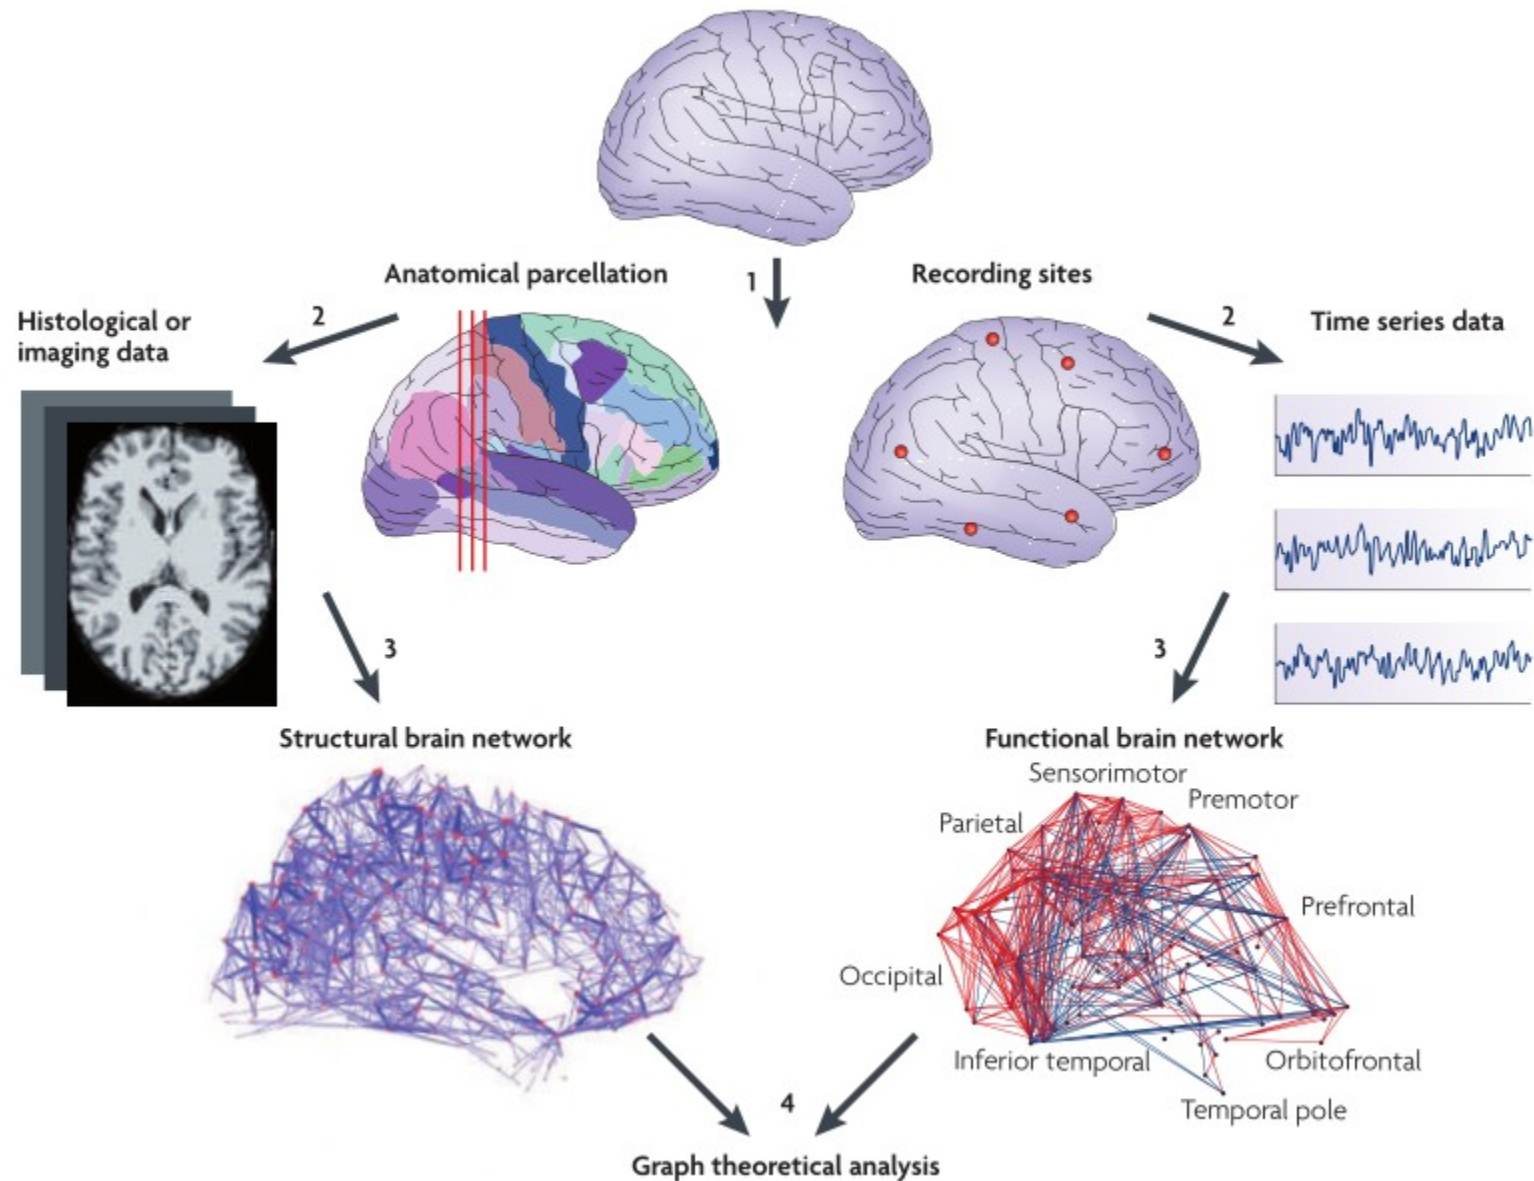 Anatomical parcellation
1
Recording sites
Histological or
imaging data
2
2
Time series data
3
3
Structural brain network
Functional brain network
Sensorimotor
Premotor
Parietal
Prefrontal
Occipital
Inferior temporal
Orbitofrontal
Temporal pole
4
Graph theoretical analysis